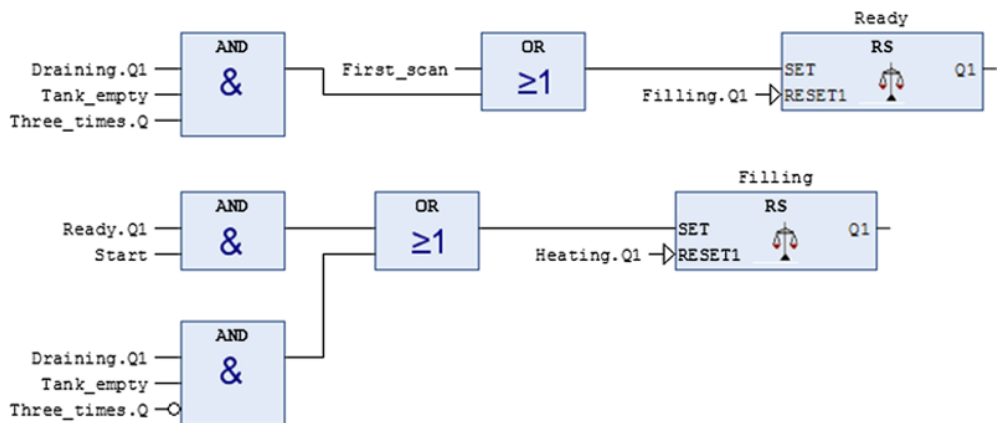 Ready
AND OR RS
Draining.Q1 & First_scan ≥1 SET Q1
Tank_empty Filling.Q1 RESET1
Three_times.Q
Filling
AND OR RS
Ready.Q1 & ≥1 SET Q1
Start Heating.Q1 RESET1
AND
Draining.Q1 &
Tank_empty
Three_times.Q